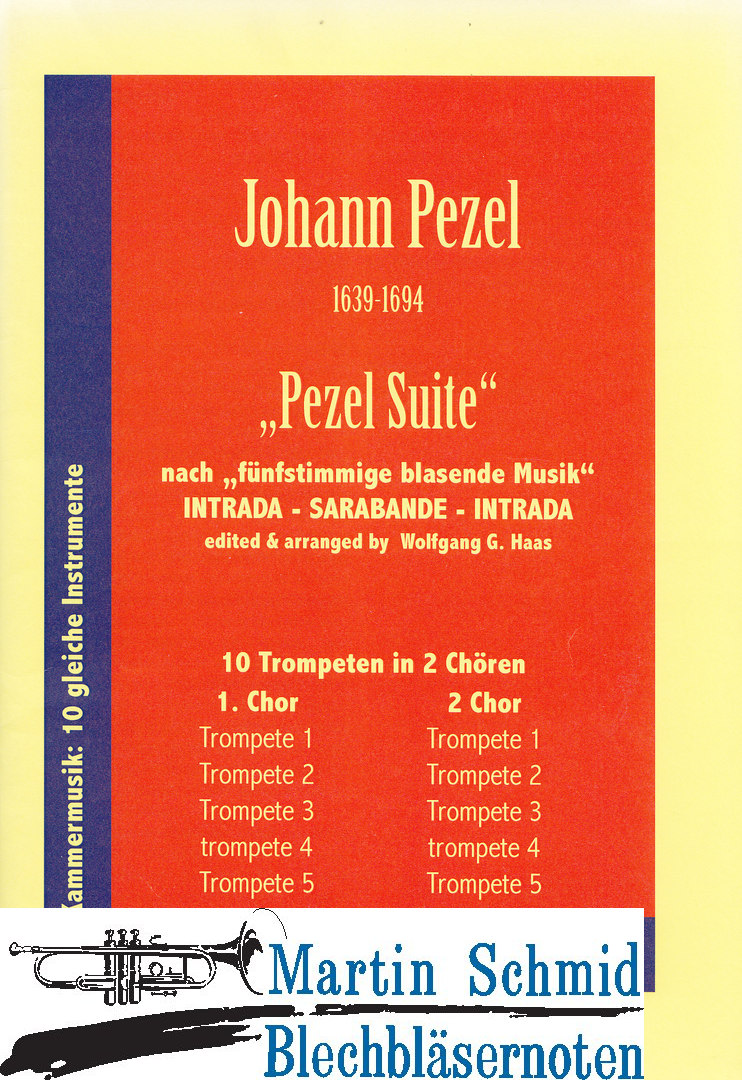 Johann Pezel
1639-1694
„Pezel Suite“
nach „fünfstimmige blasende Musik“
INTRADA - SARABANDE - INTRADA
edited & arranged by Wolfgang G. Haas
10 Trompeten in 2 Chören
1. Chor
Trompete 1
Trompete 2
Trompete 3
trompete 4
Trompete 5
2 Chor
Trompete 1
Trompete 2
Trompete 3
trompete 4
Trompete 5
Kammermusik: 10 gleiche Instrumente
Martin Schmid
Blechbläsernoten